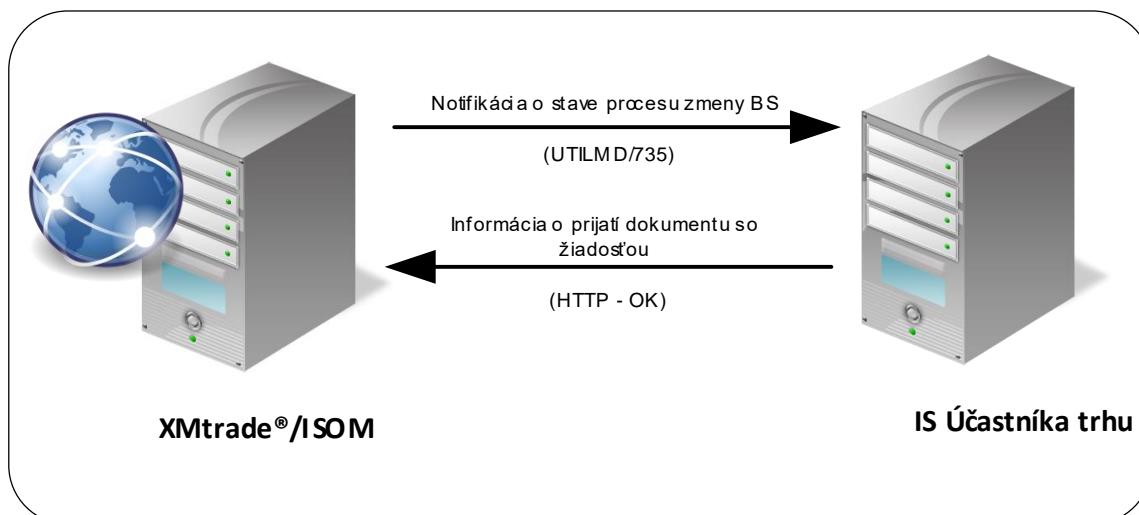 Notifikácia o stave procesu zmeny BS
(UTILMD/735)
Informácia o prijatí dokumentu so
žiadosťou
(HTTP - OK)
XMtrade®/ISOM
IS Účastníka trhu